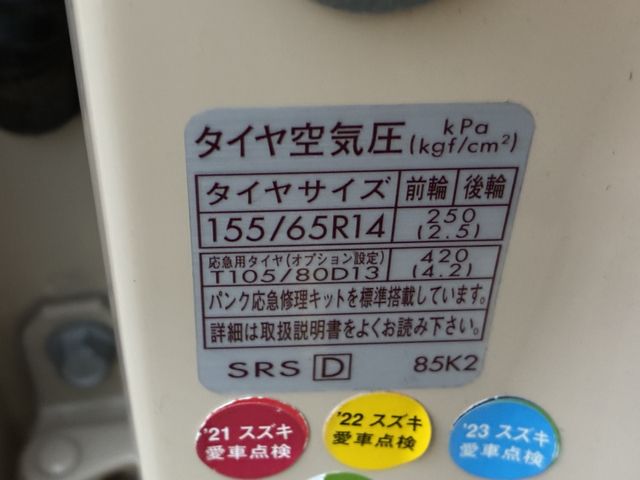 タイヤ空気圧 kPa (kgf/cm²)
タイヤサイズ 前輪 後輪
155/65R14 250 (2.5)
応急用タイヤ(オプション設定)
T105/80D13 420 (4.2)
パンク応急修理キットを標準搭載しています。
詳細は取扱説明書をよくお読み下さい。
SRS D 85K2
'21 スズキ
愛車点検
'22 スズキ
愛車点検
'23 スズキ
愛車点検